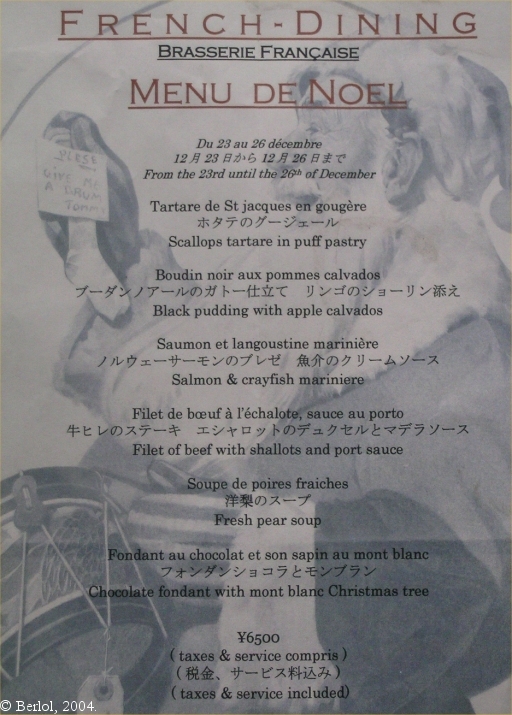 FRENCH-DINING
BRASSERIE FRANÇAISE
MENU DE NOEL
Du 23 au 26 décembre
12月23日から12月26日まで
From the 23rd until the 26th of December
PLESE
GIVE ME
A DRUM
TOMMY
Tartare de St jacques en gougère
ホタテのグージェール
Scallops tartare in puff pastry
Boudin noir aux pommes calvados
ブーダンノアールのガトー仕立て リンゴのショーリン添え
Black pudding with apple calvados
Saumon et langoustine marinière
ノルウェーサーモンのブレゼ 魚介のクリームソース
Salmon & crayfish mariniere
Filet de bœuf à l'échalote, sauce au porto
牛ヒレのステーキ エシャロットのデュクセルとマデラソース
Filet of beef with shallots and port sauce
Soupe de poires fraiches
洋梨のスープ
Fresh pear soup
Fondant au chocolat et son sapin au mont blanc
フォンダンショコラとモンブラン
Chocolate fondant with mont blanc Christmas tree
¥6500
( taxes & service compris )
( 税金、サービス料込み )
( taxes & service included)
© Berlol, 2004.